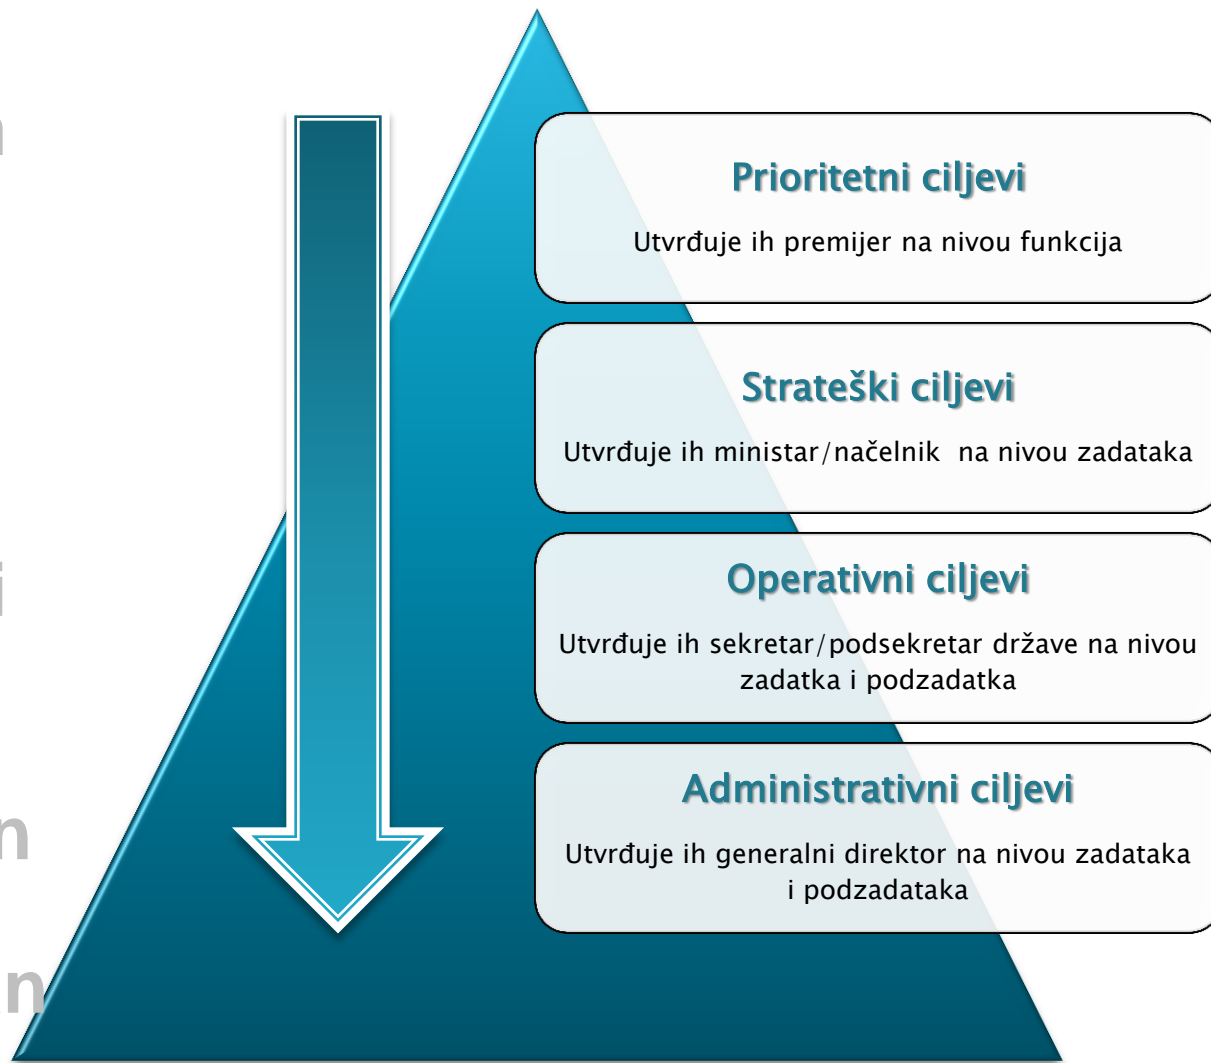 Prioritetni ciljevi
Utvrđuje ih premijer na nivou funkcija
Strateški ciljevi
Utvrđuje ih ministar/načelnik na nivou zadataka
Operativni ciljevi
Utvrđuje ih sekretar/podsekretar države na nivou
zadatka i podzadatka
Administrativni ciljevi
Utvrđuje ih generalni direktor na nivou zadataka
i podzadataka